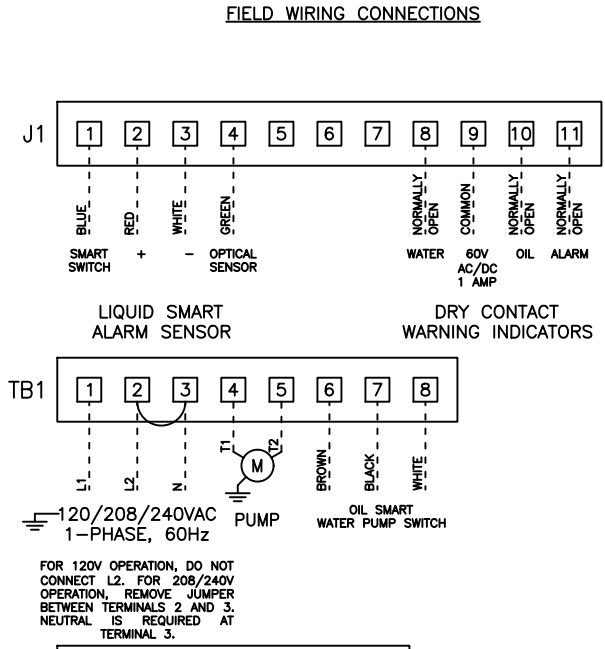 FIELD WIRING CONNECTIONS
J1 1 2 3 4 5 6 7 8 9 10 11
BLUE RED WHITE GREEN NORMALLY OPEN COMMON NORMALLY OPEN NORMALLY OPEN
SMART SWITCH + - OPTICAL SENSOR WATER 60V AC/DC 1 AMP OIL ALARM
LIQUID SMART
ALARM SENSOR
DRY CONTACT
WARNING INDICATORS
TB1 1 2 3 4 5 6 7 8
L1 L2 N T1 M T2 BROWN BLACK WHITE
120/208/240VAC
1-PHASE, 60Hz
PUMP
OIL SMART
WATER PUMP SWITCH
FOR 120V OPERATION, DO NOT
CONNECT L2. FOR 208/240V
OPERATION, REMOVE JUMPER
BETWEEN TERMINALS 2 AND 3.
NEUTRAL IS REQUIRED AT
TERMINAL 3.